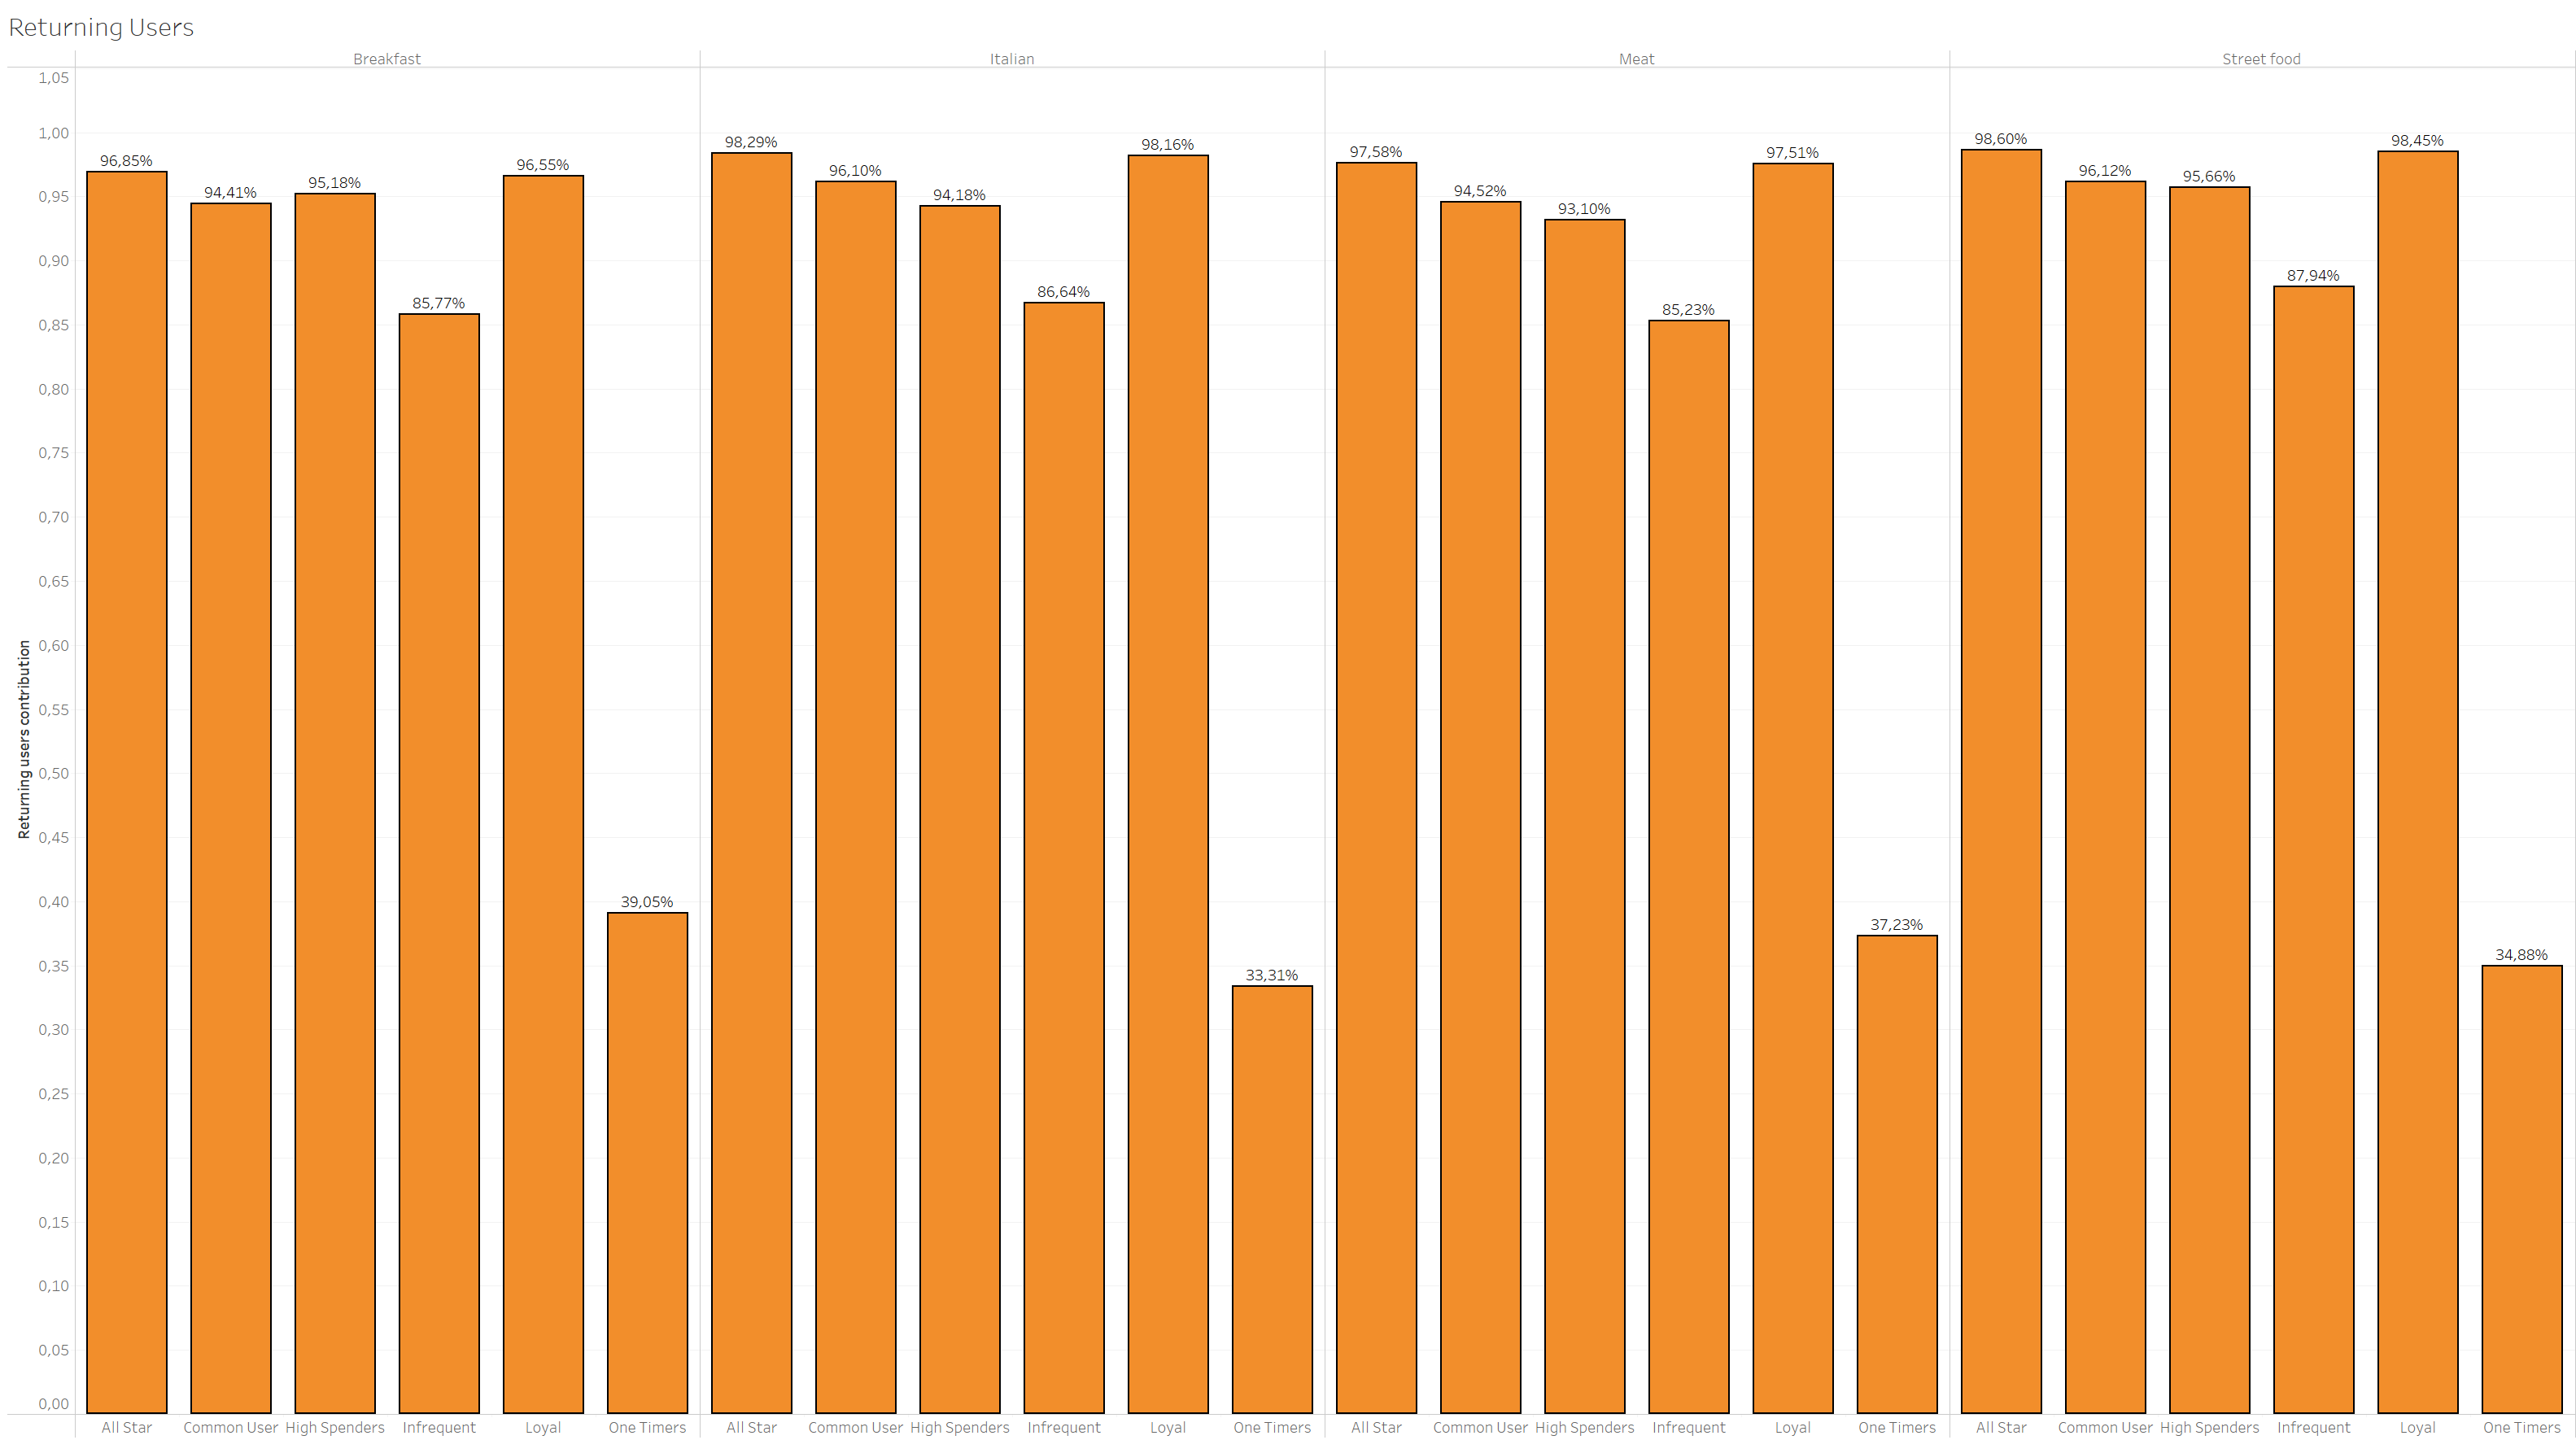 Returning Users
Breakfast Italian Meat Street food
Returning users contribution
1,05
1,00
0,95
0,90
0,85
0,80
0,75
0,70
0,65
0,60
0,55
0,50
0,45
0,40
0,35
0,30
0,25
0,20
0,15
0,10
0,05
0,00
96,85% 94,41% 95,18% 85,77% 96,55% 39,05%
98,29% 96,10% 94,18% 86,64% 98,16% 33,31%
97,58% 94,52% 93,10% 85,23% 97,51% 37,23%
98,60% 96,12% 95,66% 87,94% 98,45% 34,88%
All Star Common User High Spenders Infrequent Loyal One Timers All Star Common User High Spenders Infrequent Loyal One Timers All Star Common User High Spenders Infrequent Loyal One Timers All Star Common User High Spenders Infrequent Loyal One Timers